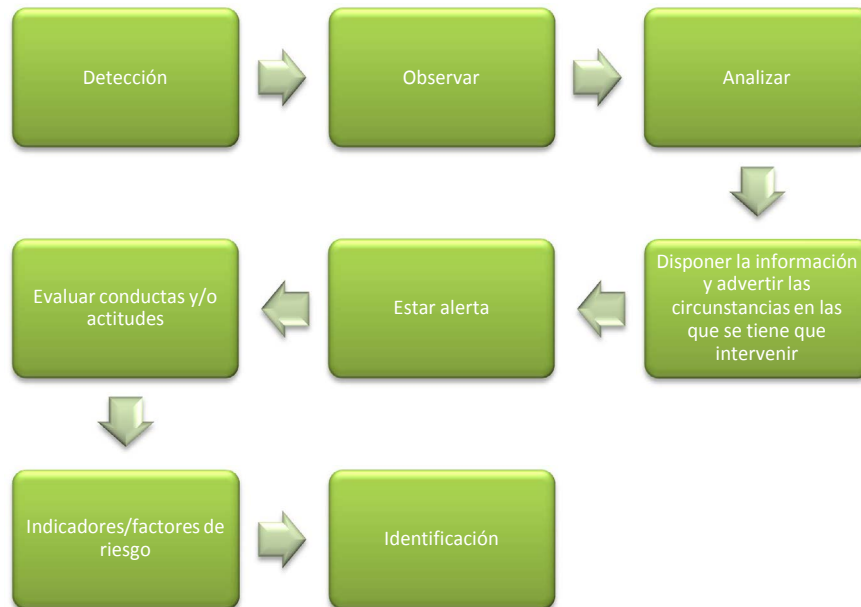 Detección
Observar
Analizar
Disponer la información
y advertir las
circunstancias en las
que se tiene que
intervenir
Estar alerta
Evaluar conductas y/o
actitudes
Indicadores/factores de
riesgo
Identificación